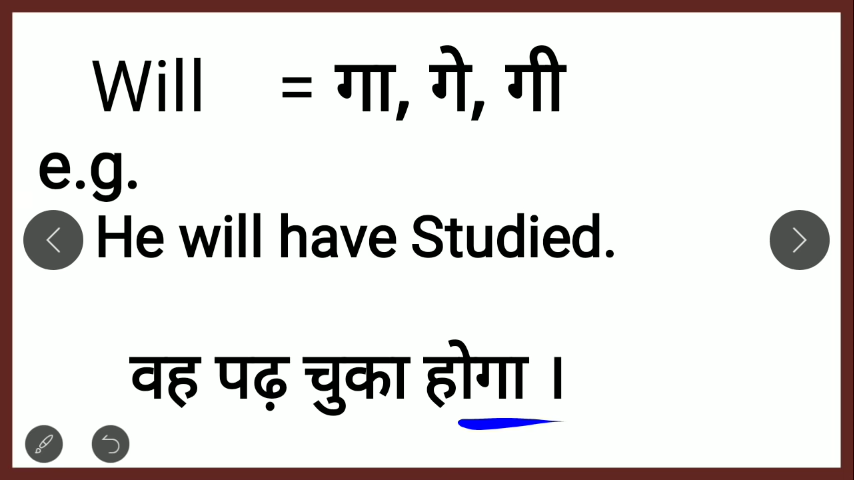 Will = गा, गे, गी
e.g.
He will have Studied.
वह पढ़ चुका होगा ।